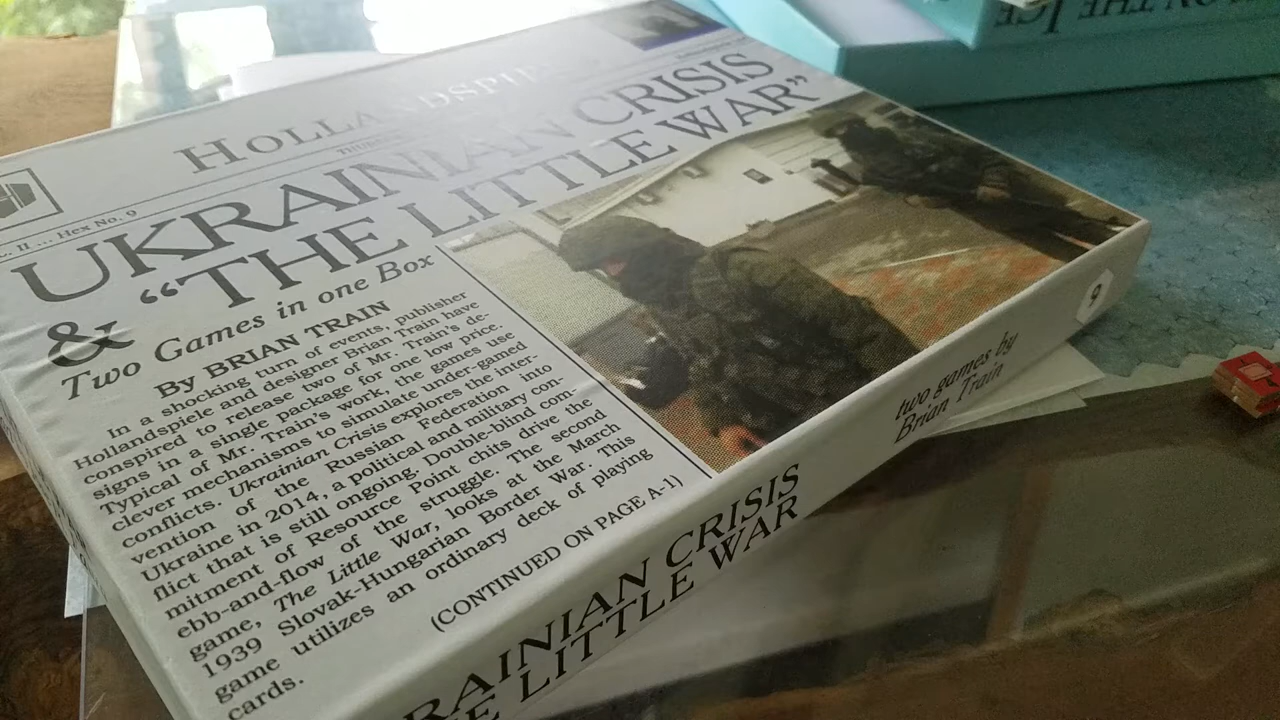 HOLLANDSPIE
II ... Hex No. 9
UKRAINIAN CRISIS
& “THE LITTLE WAR”
Two Games in one Box
By BRIAN TRAIN
In a shocking turn of events, publisher
Hollandspiele and designer Brian Train have
conspired to release two of Mr. Train's de-
signs in a single package for one low price.
Typical of Mr. Train's work, the games use
clever mechanisms to simulate under-gamed
conflicts. Ukrainian Crisis explores the inter-
vention of the Russian Federation into
Ukraine in 2014, a political and military con-
flict that is still ongoing. Double-blind com-
mitment of Resource Point chits drive the
ebb-and-flow of the struggle. The second
game, The Little War, looks at the March
1939 Slovak-Hungarian Border War. This
game utilizes an ordinary deck of playing
cards.
(CONTINUED ON PAGE A-1)
RAINIAN CRISIS
E LITTLE WAR
two games by
Brian Train
9
ON THE ICE